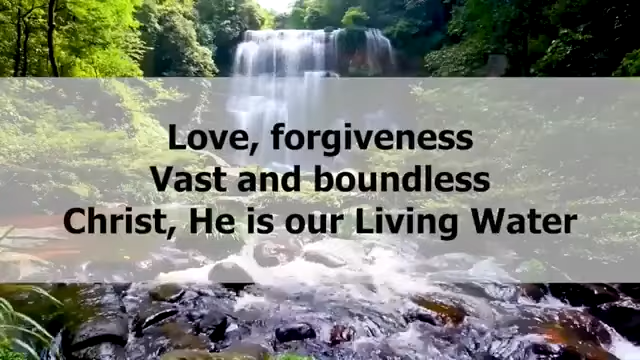 Love, forgiveness
Vast and boundless
Christ, He is our Living Water